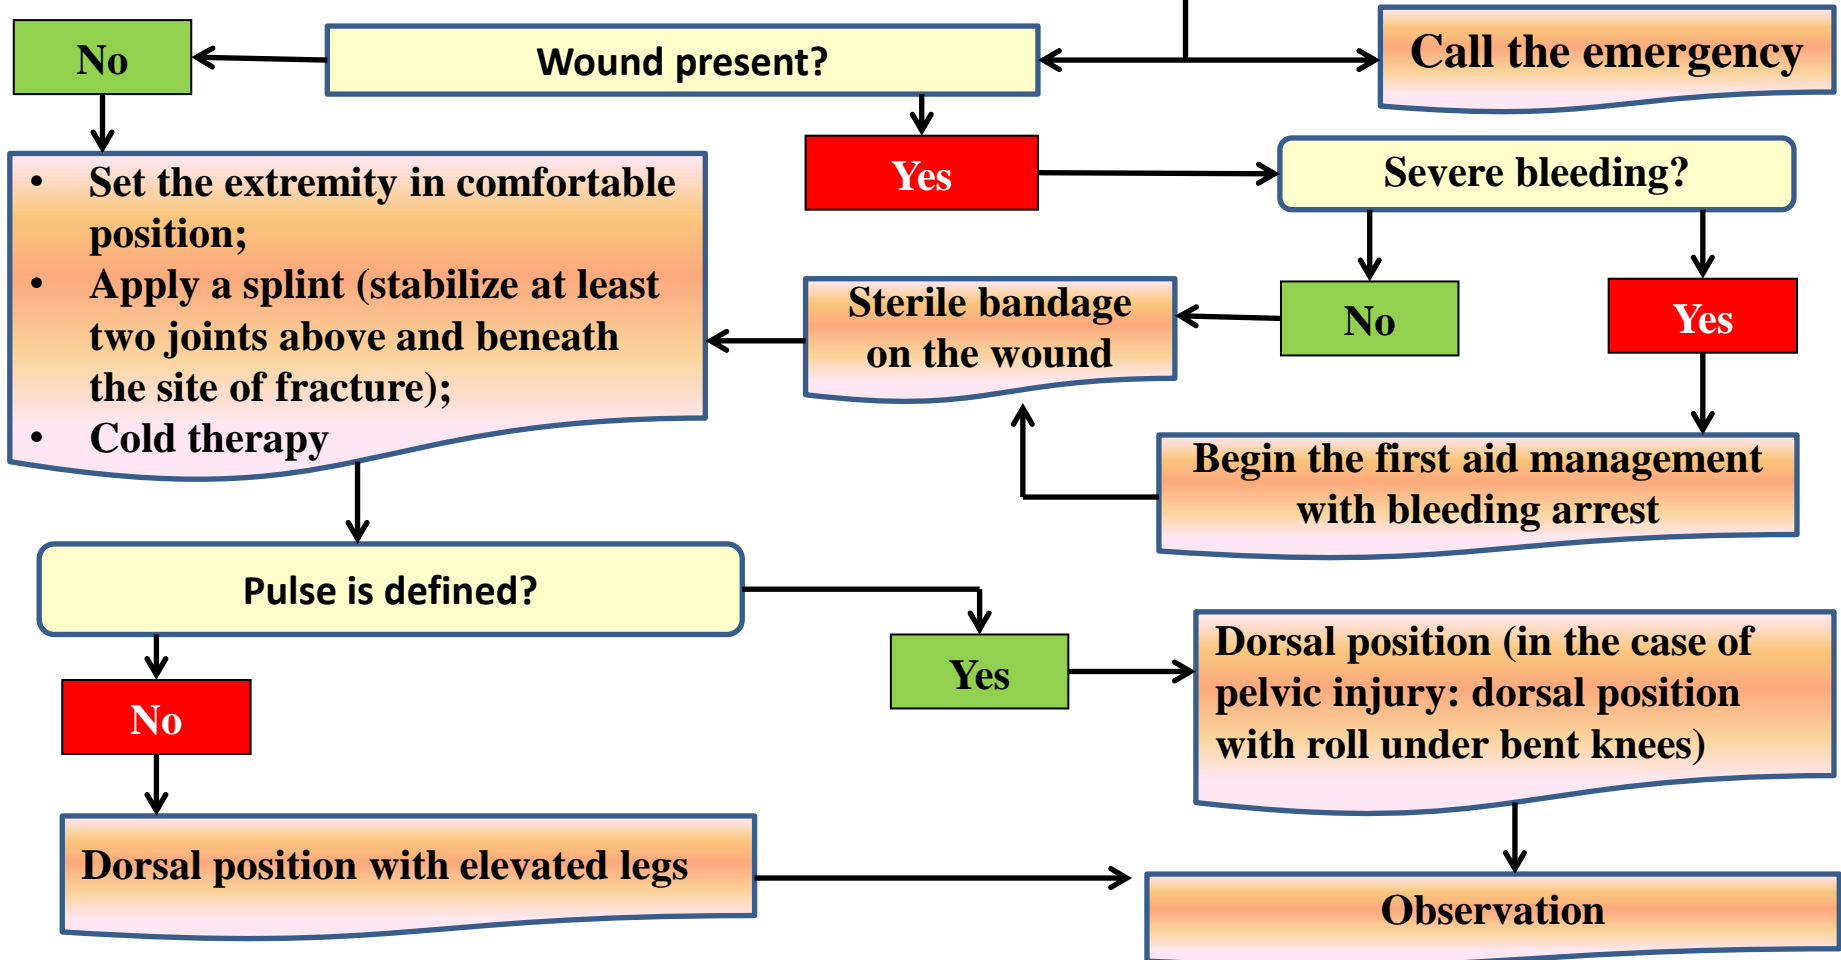 No
Wound present?
Call the emergency
Yes
Severe bleeding?
• Set the extremity in comfortable
position;
• Apply a splint (stabilize at least
two joints above and beneath
the site of fracture);
• Cold therapy
Sterile bandage
on the wound
No
Yes
Begin the first aid management
with bleeding arrest
Pulse is defined?
Yes
Dorsal position (in the case of
pelvic injury: dorsal position
with roll under bent knees)
No
Dorsal position with elevated legs
Observation